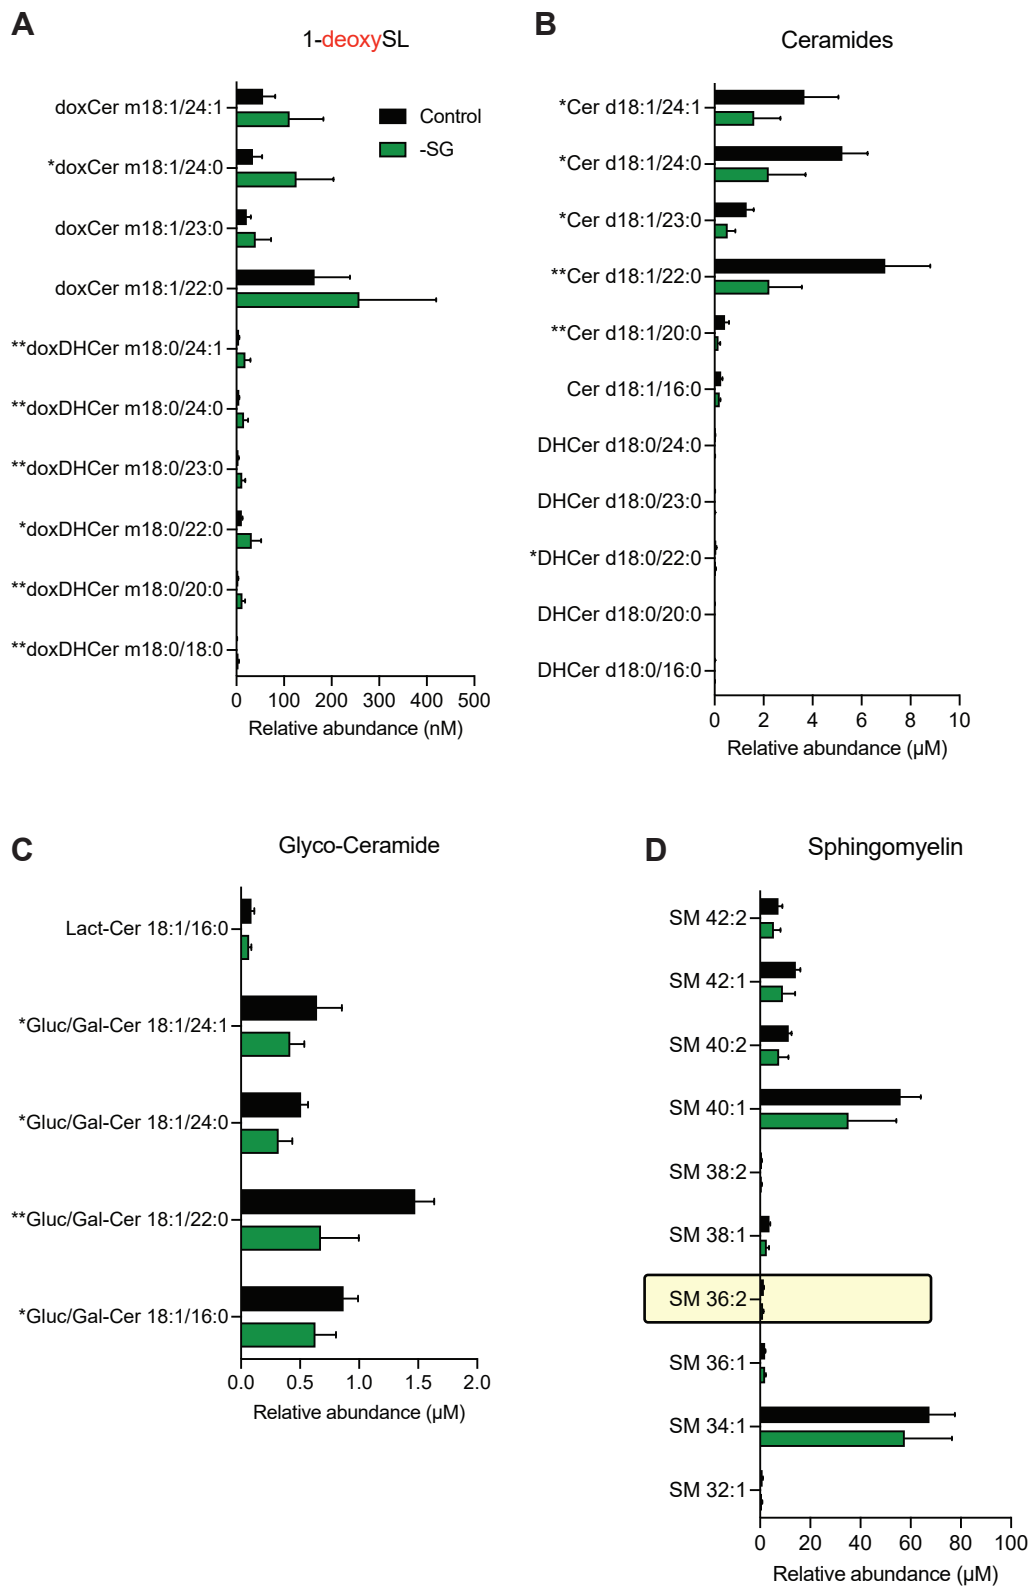 A
1-deoxySL
doxCer m18:1/24:1
*doxCer m18:1/24:0
doxCer m18:1/23:0
doxCer m18:1/22:0
**doxDHCer m18:0/24:1
**doxDHCer m18:0/24:0
**doxDHCer m18:0/23:0
*doxDHCer m18:0/22:0
**doxDHCer m18:0/20:0
**doxDHCer m18:0/18:0
Control
-SG
0 100 200 300 400 500
Relative abundance (nM)
B
Ceramides
*Cer d18:1/24:1
*Cer d18:1/24:0
*Cer d18:1/23:0
**Cer d18:1/22:0
**Cer d18:1/20:0
Cer d18:1/16:0
DHCer d18:0/24:0
DHCer d18:0/23:0
*DHCer d18:0/22:0
DHCer d18:0/20:0
DHCer d18:0/16:0
0 2 4 6 8 10
Relative abundance (µM)
C
Glyco-Ceramide
Lact-Cer 18:1/16:0
*Gluc/Gal-Cer 18:1/24:1
*Gluc/Gal-Cer 18:1/24:0
**Gluc/Gal-Cer 18:1/22:0
*Gluc/Gal-Cer 18:1/16:0
0.0 0.5 1.0 1.5 2.0
Relative abundance (µM)
D
Sphingomyelin
SM 42:2
SM 42:1
SM 40:2
SM 40:1
SM 38:2
SM 38:1
SM 36:2
SM 36:1
SM 34:1
SM 32:1
0 20 40 60 80 100
Relative abundance (µM)